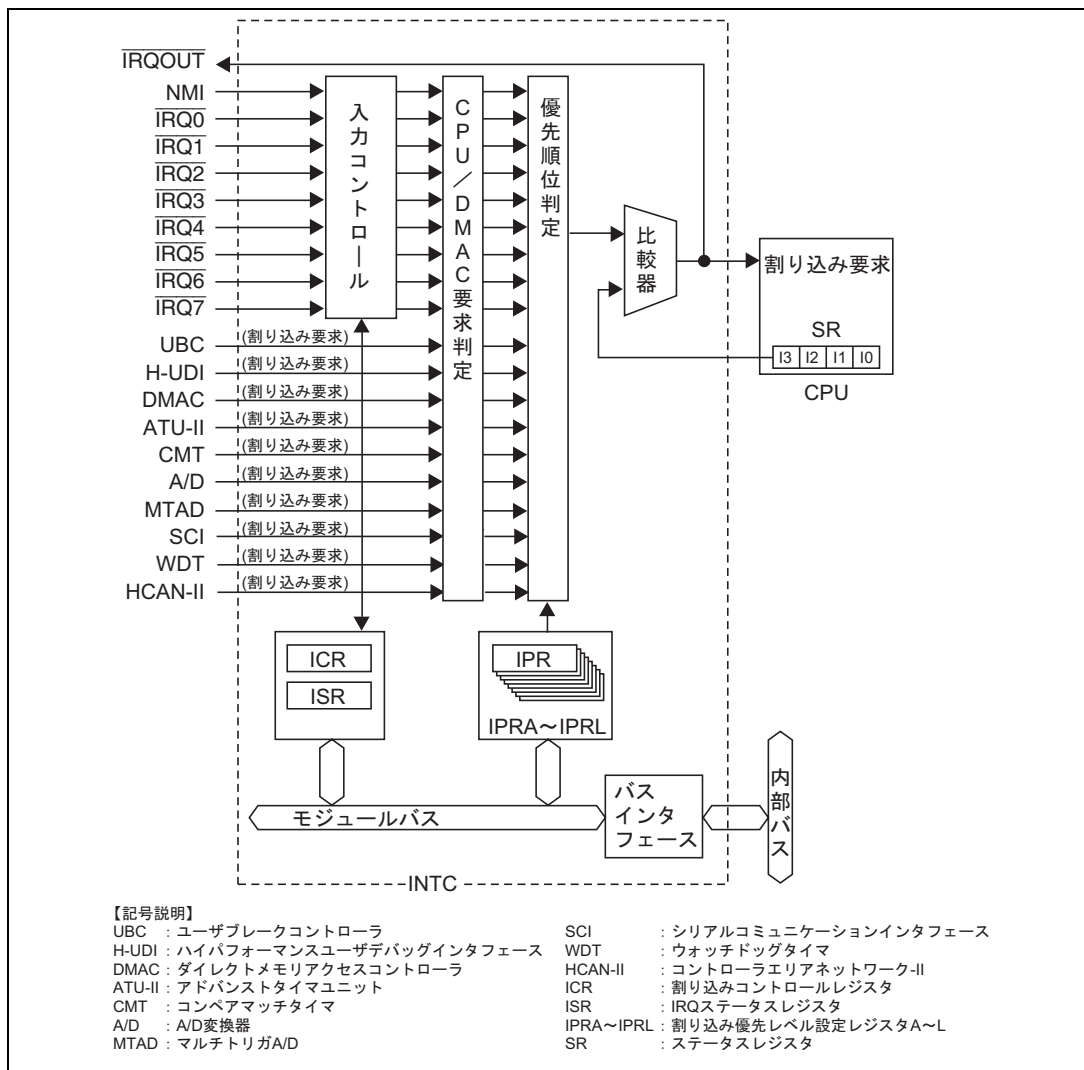 IRQOUT
NMI
IRQ0
IRQ1
IRQ2
IRQ3
IRQ4
IRQ5
IRQ6
IRQ7
UBC (割り込み要求)
H-UDI (割り込み要求)
DMAC (割り込み要求)
ATU-II (割り込み要求)
CMT (割り込み要求)
A/D (割り込み要求)
MTAD (割り込み要求)
SCI (割り込み要求)
WDT (割り込み要求)
HCAN-II (割り込み要求)
入力コントロール
CPU/DMAC要求判定
優先順位判定
比較器
割り込み要求
SR
I3 I2 I1 I0
CPU
ICR
ISR
IPR
IPRA～IPRL
モジュールバス
バス
インタ
フェース
内部バス
INTC
【記号説明】
UBC : ユーザブレークコントローラ
H-UDI : ハイパフォーマンスユーザデバッグインタフェース
DMAC : ダイレクトメモリアクセスコントローラ
ATU-II : アドバンストタイマユニット
CMT : コンペアマッチタイマ
A/D : A/D変換器
MTAD : マルチトリガA/D
SCI : シリアルコミュニケーションインタフェース
WDT : ウォッチドッグタイマ
HCAN-II : コントローラエリアネットワーク-II
ICR : 割り込みコントロールレジスタ
ISR : IRQステータスレジスタ
IPRA～IPRL : 割り込み優先レベル設定レジスタA～L
SR : ステータスレジスタ